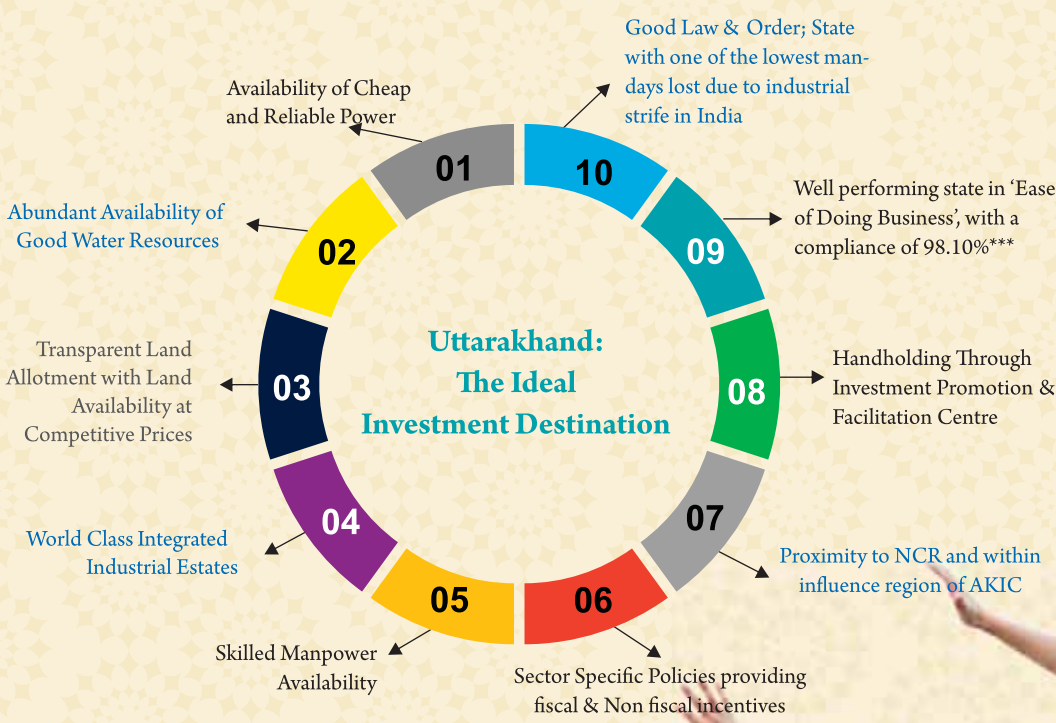 Uttarakhand:
The Ideal
Investment Destination
01
Availability of Cheap
and Reliable Power
02
Abundant Availability of
Good Water Resources
03
Transparent Land
Allotment with Land
Availability at
Competitive Prices
04
World Class Integrated
Industrial Estates
05
Skilled Manpower
Availability
06
Sector Specific Policies providing
fiscal & Non fiscal incentives
07
Proximity to NCR and within
influence region of AKIC
08
Handholding Through
Investment Promotion &
Facilitation Centre
09
Well performing state in ‘Ease
of Doing Business’, with a
compliance of 98.10%***
10
Good Law & Order; State
with one of the lowest man-
days lost due to industrial
strife in India